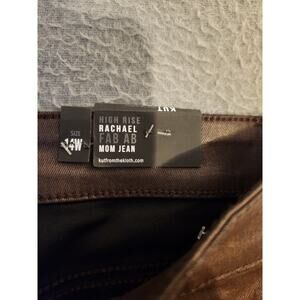 KUT
SIZE
14W
HIGH RISE
RACHAEL
FAB AB
MOM JEAN
kutfromthekloth.com